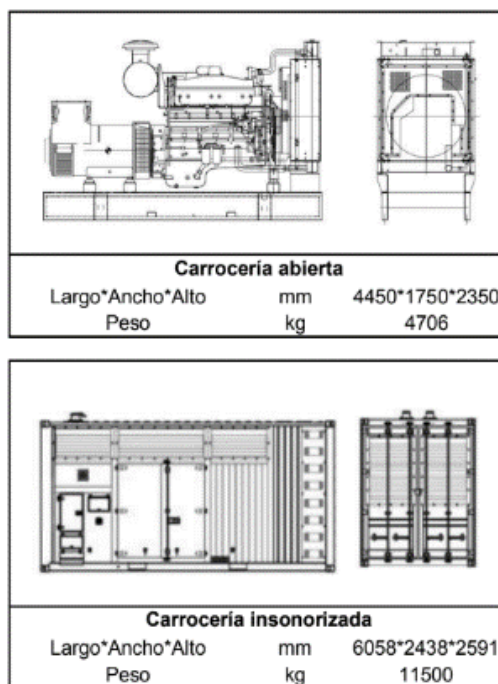 Carrocería abierta
Largo*Ancho*Alto mm 4450*1750*2350
Peso kg 4706
Carrocería insonorizada
Largo*Ancho*Alto mm 6058*2438*2591
Peso kg 11500